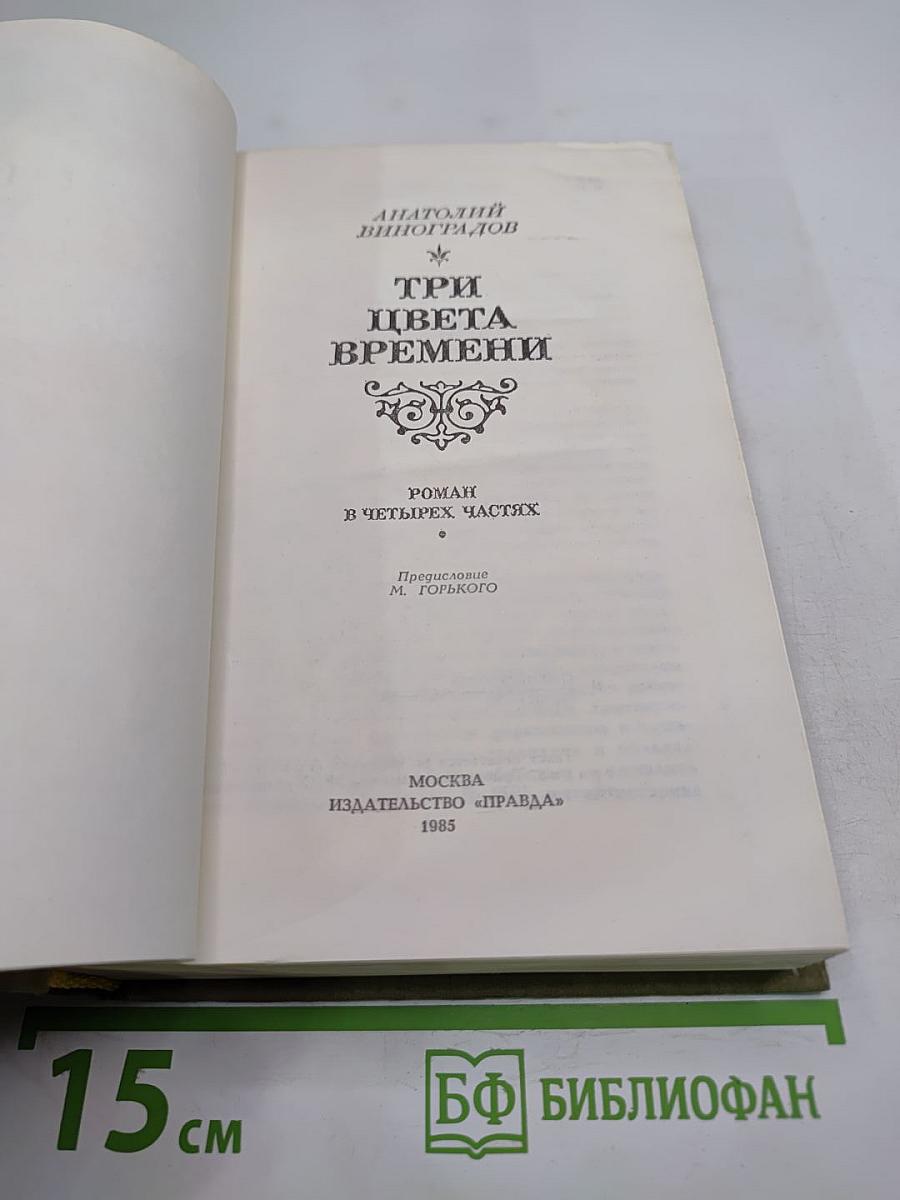 АНАТОЛИЙ
ВИНОГРАДОВ
ТРИ
ЦВЕТА
ВРЕМЕНИ
РОМАН
В ЧЕТЫРЕХ ЧАСТЯХ
Предисловие
М. ГОРЬКОГО
МОСКВА
ИЗДАТЕЛЬСТВО «ПРАВДА»
1985
15 см
БФ БИБЛИОФАН